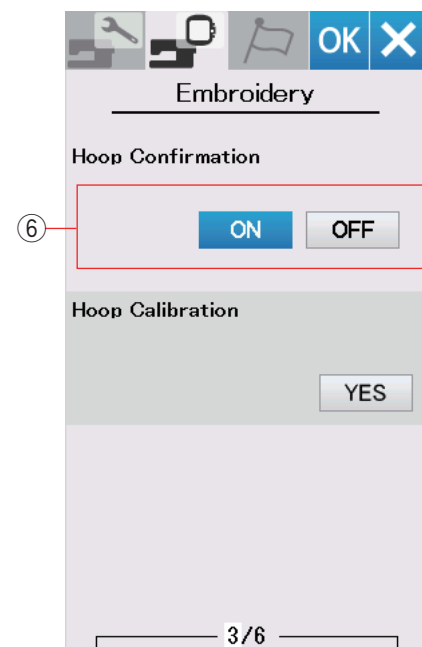 OK
Embroidery
Hoop Confirmation
⑥
ON OFF
Hoop Calibration
YES
3/6